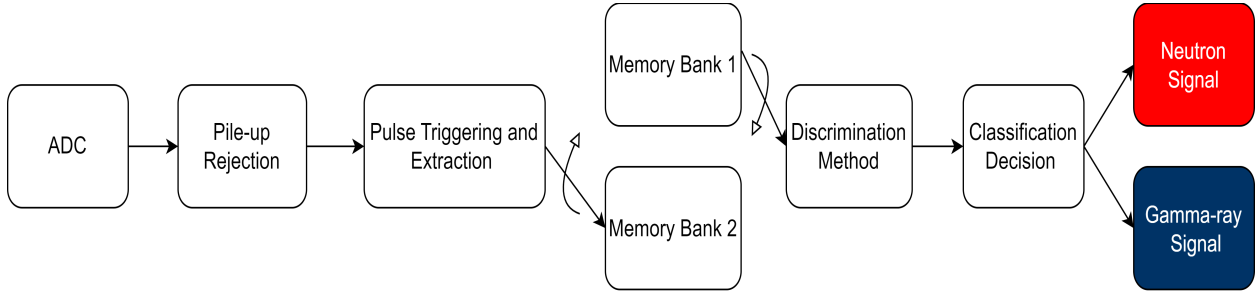 ADC
Pile-up
Rejection
Pulse Triggering and
Extraction
Memory Bank 1
Memory Bank 2
Discrimination
Method
Classification
Decision
Neutron
Signal
Gamma-ray
Signal